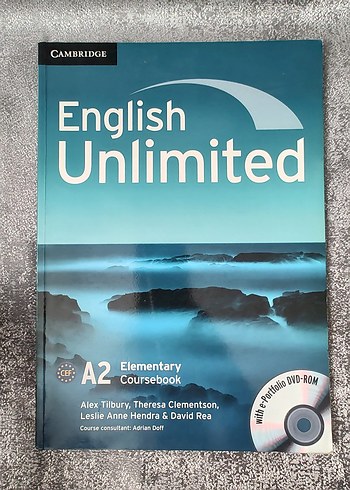 CAMBRIDGE
English
Unlimited
CEF
A2 Elementary
Coursebook
Alex Tilbury, Theresa Clementson,
Leslie Anne Hendra & David Rea
Course consultant: Adrian Doff
with e-Portfolio DVD-ROM